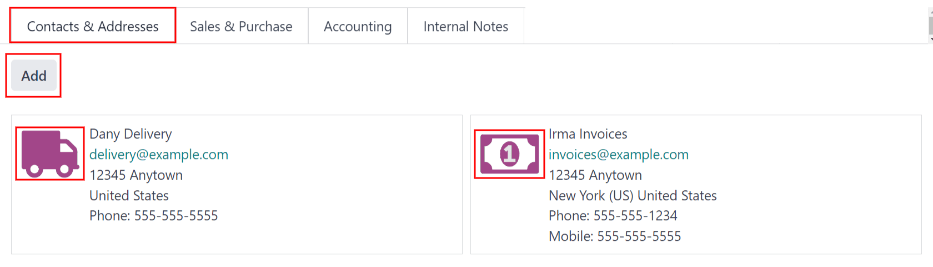 Contacts & Addresses Sales & Purchase Accounting Internal Notes
Add
Dany Delivery
delivery@example.com
12345 Anytown
United States
Phone: 555-555-5555
1
Irma Invoices
invoices@example.com
12345 Anytown
New York (US) United States
Phone: 555-555-1234
Mobile: 555-555-5555